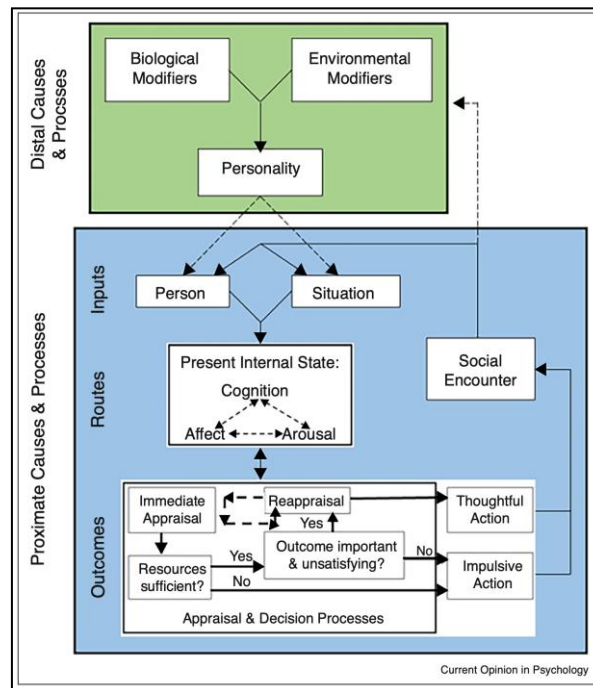 Distal Causes
& Procsses
Biological
Modifiers
Environmental
Modifiers
Personality
Proximate Causes & Processes
Inputs
Person
Situation
Routes
Present Internal State:
Cognition
Affect
Arousal
Social
Encounter
Outcomes
Immediate
Appraisal
Reappraisal
Thoughtful
Action
Yes
Resources
sufficient?
Yes
No
Outcome important
& unsatisfying?
No
Impulsive
Action
Appraisal & Decision Processes
Current Opinion in Psychology